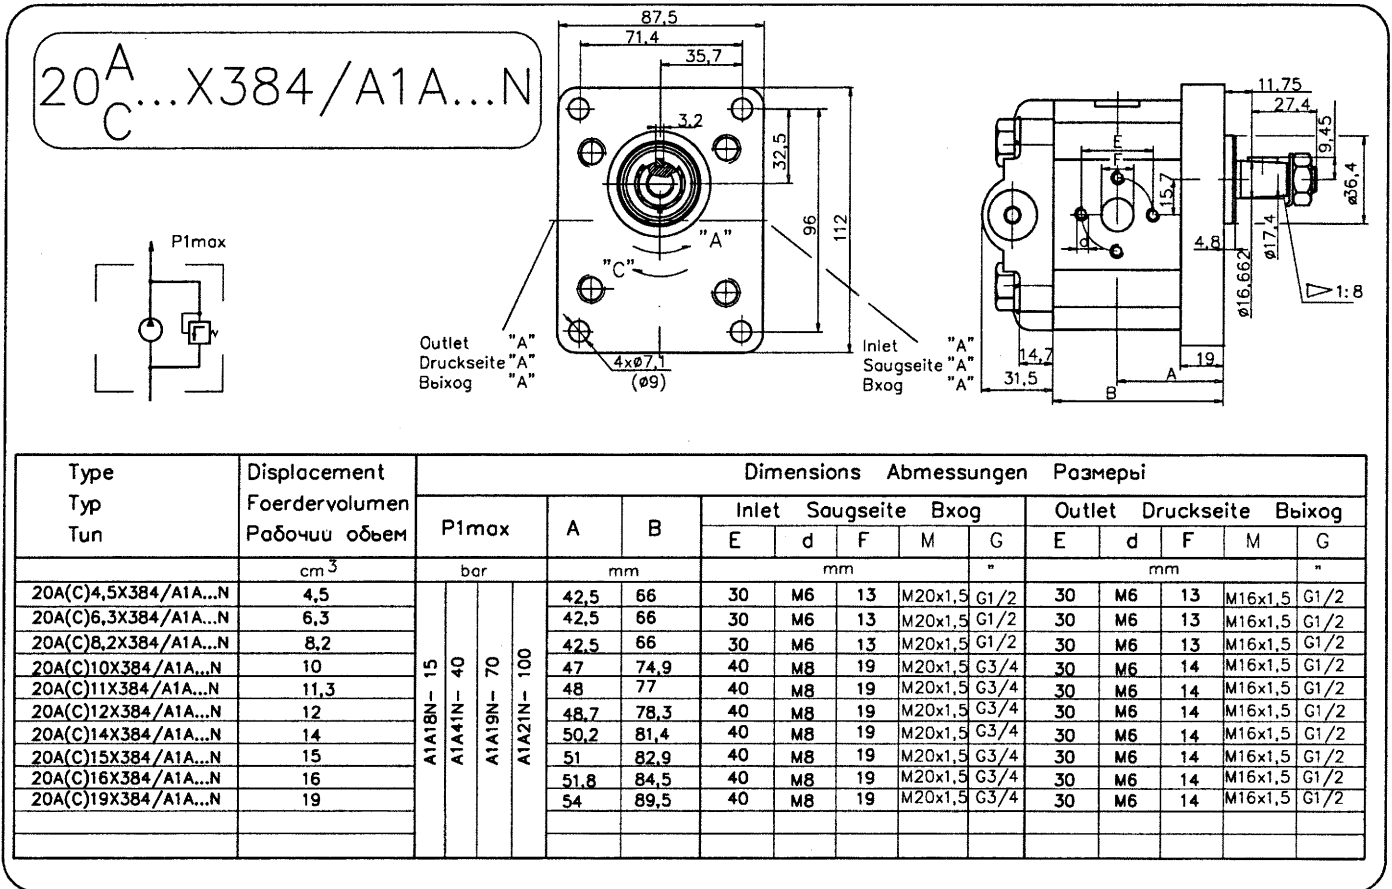 20 A C ...X384/A1A...N
87,5
71,4
35,7
3,2
32,5
96
112
"A"
"C"
4xø7,1
(ø9)
Outlet "A"
Druckseite "A"
Выхоg "A"
Inlet "A"
Saugseite "A"
Вхоg "A"
P1max
11,75
27,4
9,45
ø36,4
E
F
15,7
d
4,8
ø17,4
ø16,662
1:8
14,7
19
31,5
A
B
Type Displacement Dimensions Abmessungen Размеры
Typ Foerdervolumen P1max A B Inlet Saugseite Вхоg Outlet Druckseite Выхоg
Tun Рабочuu объем E d F M G E d F M G
cm3 bar mm mm " mm "
A1A18N- 15
A1A41N- 40
A1A19N- 70
A1A21N- 100
20A(C)4,5X384/A1A...N 4,5 42,5 66 30 M6 13 M20x1,5 G1/2 30 M6 13 M16x1,5 G1/2
20A(C)6,3X384/A1A...N 6,3 42,5 66 30 M6 13 M20x1,5 G1/2 30 M6 13 M16x1,5 G1/2
20A(C)8,2X384/A1A...N 8,2 42,5 66 30 M6 13 M20x1,5 G1/2 30 M6 13 M16x1,5 G1/2
20A(C)10X384/A1A...N 10 47 74,9 40 M8 19 M20x1,5 G3/4 30 M6 14 M16x1,5 G1/2
20A(C)11X384/A1A...N 11,3 48 77 40 M8 19 M20x1,5 G3/4 30 M6 14 M16x1,5 G1/2
20A(C)12X384/A1A...N 12 48,7 78,3 40 M8 19 M20x1,5 G3/4 30 M6 14 M16x1,5 G1/2
20A(C)14X384/A1A...N 14 50,2 81,4 40 M8 19 M20x1,5 G3/4 30 M6 14 M16x1,5 G1/2
20A(C)15X384/A1A...N 15 51 82,9 40 M8 19 M20x1,5 G3/4 30 M6 14 M16x1,5 G1/2
20A(C)16X384/A1A...N 16 51,8 84,5 40 M8 19 M20x1,5 G3/4 30 M6 14 M16x1,5 G1/2
20A(C)19X384/A1A...N 19 54 89,5 40 M8 19 M20x1,5 G3/4 30 M6 14 M16x1,5 G1/2